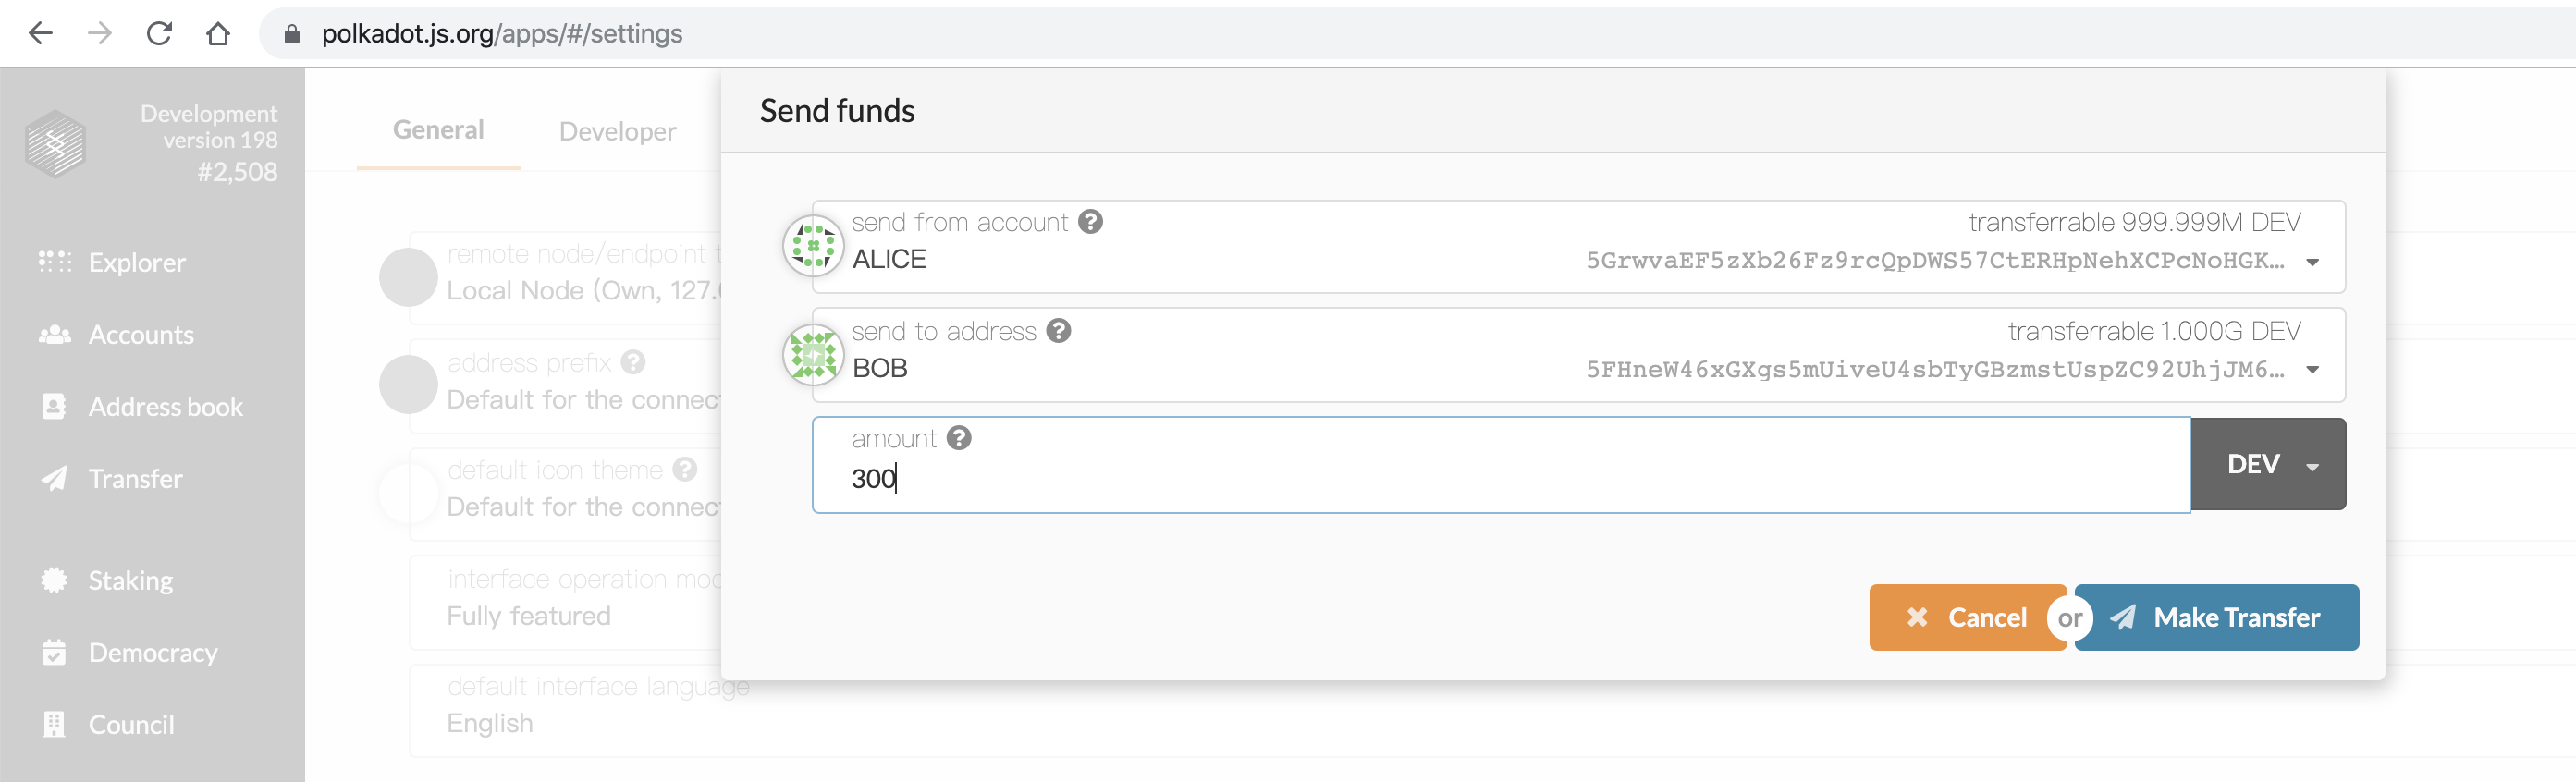 polkadot.js.org/apps/#/settings
Development
version 198
#2,508
Explorer
Accounts
Address book
Transfer
Staking
Democracy
Council
General
Developer
remote node/endpoint
Local Node (Own, 127.
address prefix ?
Default for the
default icon theme ?
Default for the
interface operation
Fully featured
default interface language
English
Send funds
send from account ?
transferrable 999.999M DEV
ALICE
5GrwvaEF5zXb26Fz9rcQpDWS57CtERHpNehXCPcNoHGK...
send to address ?
transferrable 1.000G DEV
BOB
5FHneW46xGXgs5mUiveU4sbTyGBzmstUspZC92UhjJM6...
amount ?
300
DEV
Cancel
or
Make Transfer